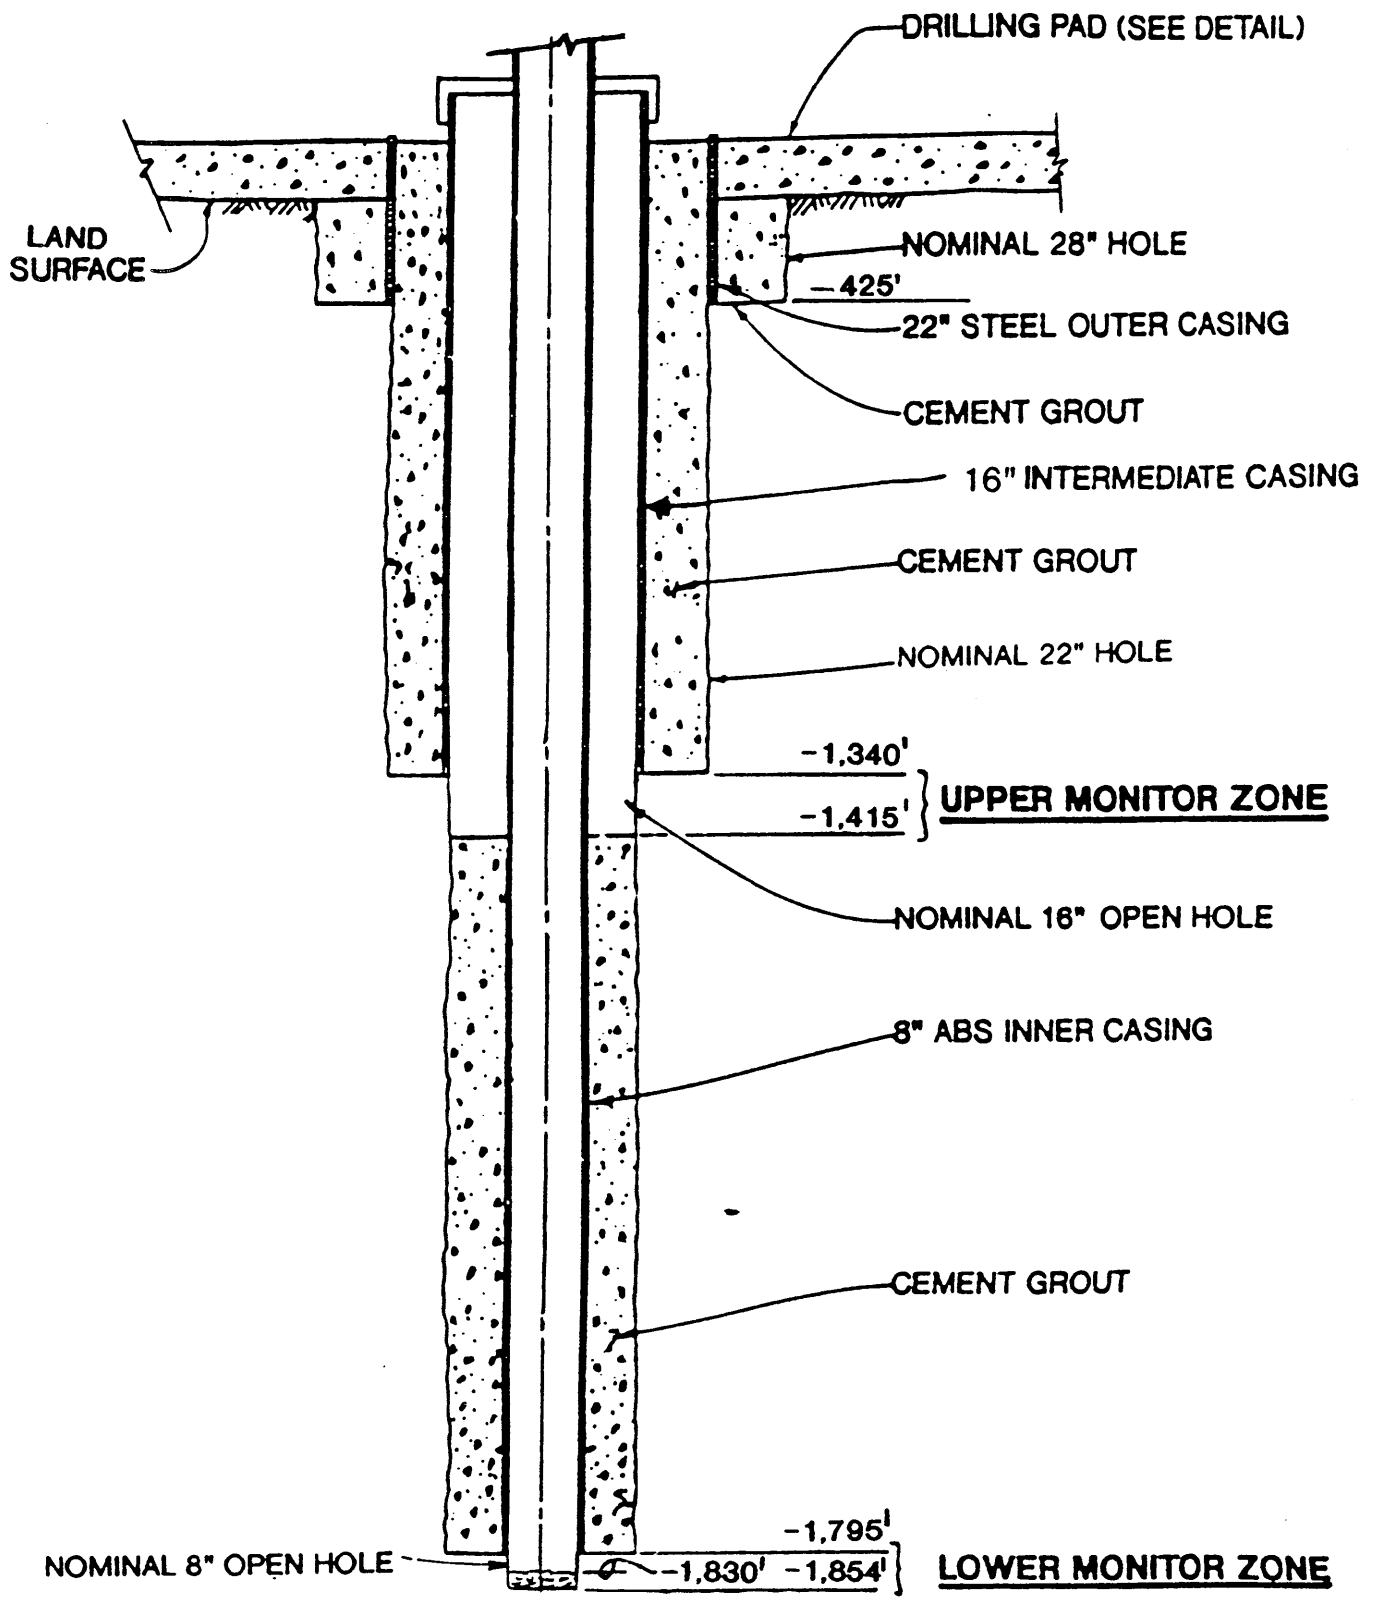 DRILLING PAD (SEE DETAIL)
LAND
SURFACE
NOMINAL 28" HOLE
-425'
22" STEEL OUTER CASING
CEMENT GROUT
16" INTERMEDIATE CASING
CEMENT GROUT
NOMINAL 22" HOLE
-1,340'
UPPER MONITOR ZONE
-1,415'
NOMINAL 16" OPEN HOLE
8" ABS INNER CASING
CEMENT GROUT
-1,795'
NOMINAL 8" OPEN HOLE
-1,830' -1,854'
LOWER MONITOR ZONE